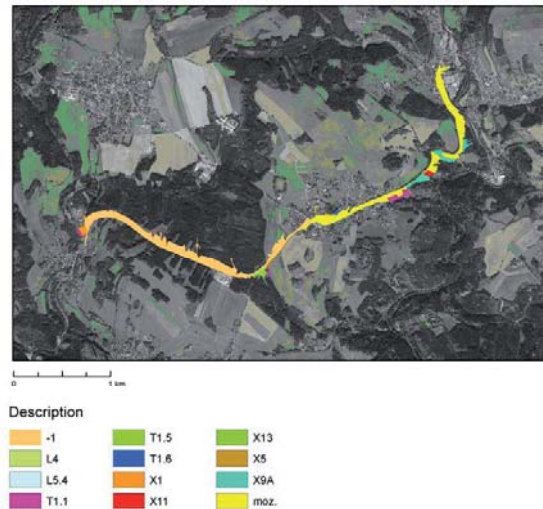 0 1 km
Description
-1 T1.5 X13
L4 T1.6 X5
L5.4 X1 X9A
T1.1 X11 moz.